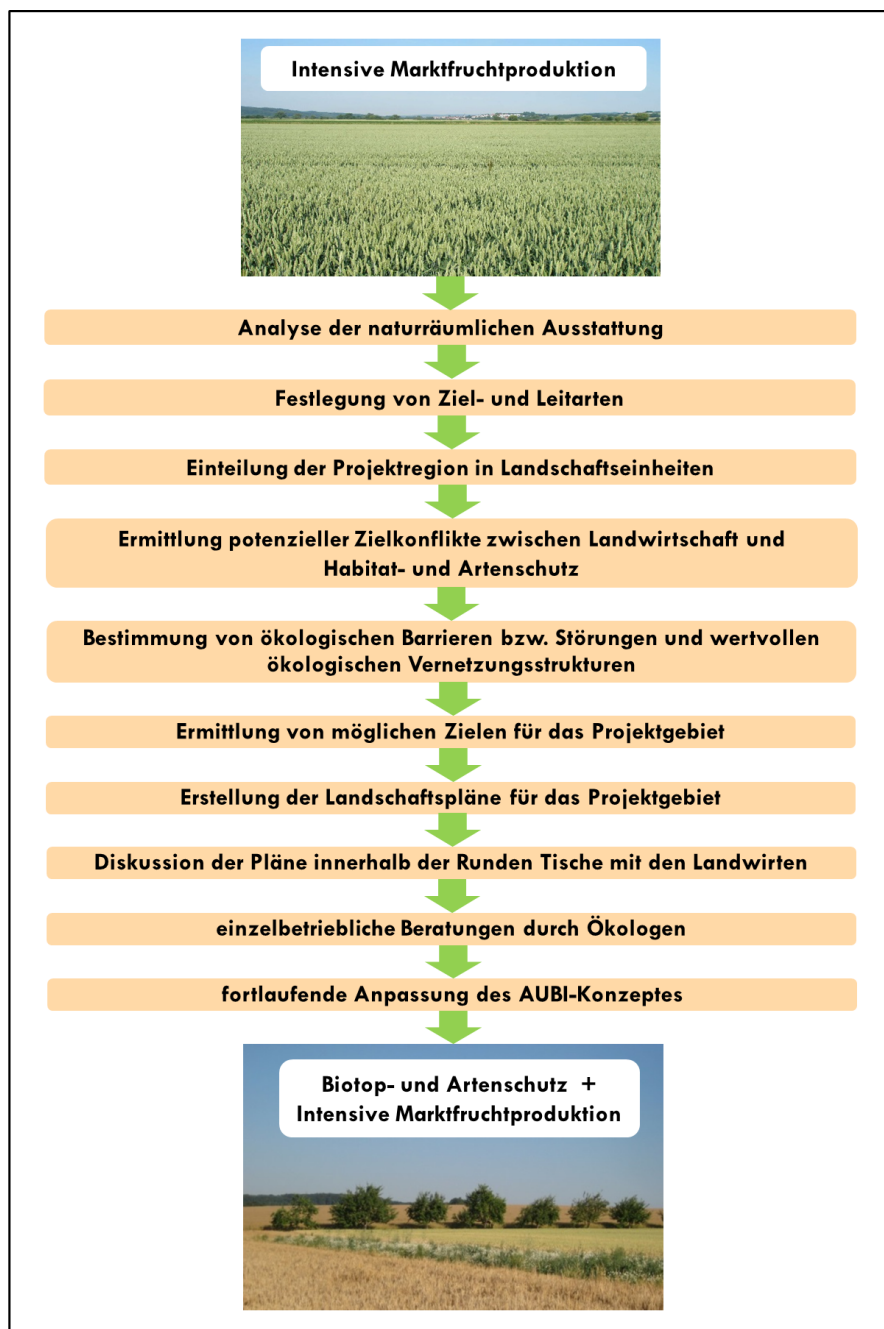 Intensive Marktfruchtproduktion
Analyse der naturräumlichen Ausstattung
Festlegung von Ziel- und Leitarten
Einteilung der Projektregion in Landschaftseinheiten
Ermittlung potenzieller Zielkonflikte zwischen Landwirtschaft und
Habitat- und Artenschutz
Bestimmung von ökologischen Barrieren bzw. Störungen und wertvollen
ökologischen Vernetzungsstrukturen
Ermittlung von möglichen Zielen für das Projektgebiet
Erstellung der Landschaftspläne für das Projektgebiet
Diskussion der Pläne innerhalb der Runden Tische mit den Landwirten
einzelbetriebliche Beratungen durch Ökologen
fortlaufende Anpassung des AUBI-Konzeptes
Biotop- und Artenschutz +
Intensive Marktfruchtproduktion